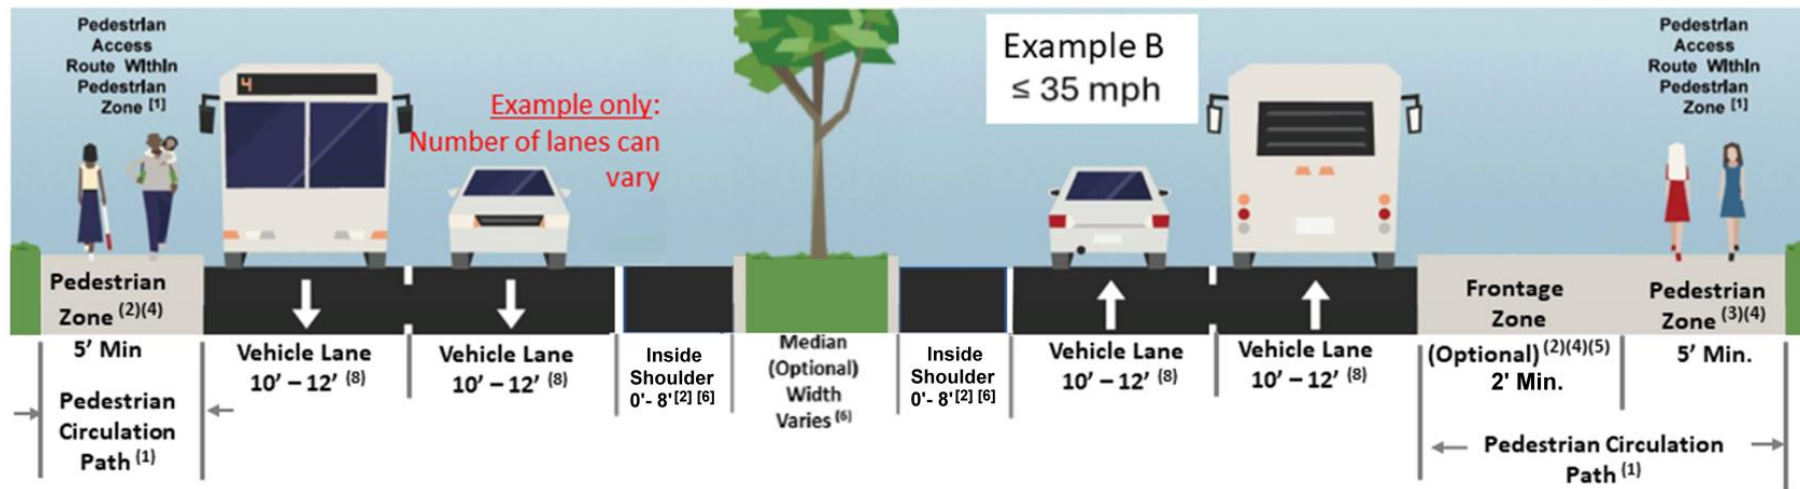 Pedestrian
Access
Route Within
Pedestrian
Zone [1]
4
Example only:
Number of lanes can
vary
Example B
≤ 35 mph
Pedestrian
Access
Route Within
Pedestrian
Zone [1]
Pedestrian
Zone (2)(4)
5' Min
Pedestrian
Circulation
Path (1)
Vehicle Lane
10' – 12' (8)
Vehicle Lane
10' – 12' (8)
Inside
Shoulder
0'- 8'[2] [6]
Median
(Optional)
Width
Varies (6)
Inside
Shoulder
0'- 8'[2] [6]
Vehicle Lane
10' – 12' (8)
Vehicle Lane
10' – 12' (8)
Frontage
Zone
(Optional) (2)(4)(5)
2' Min.
Pedestrian
Zone (3)(4)
5' Min.
Pedestrian Circulation
Path (1)